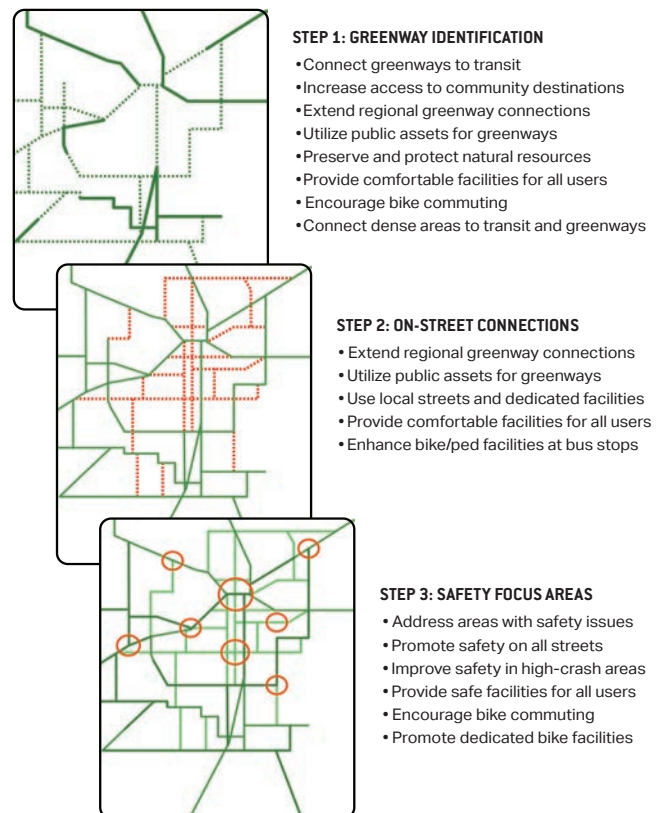 STEP 1: GREENWAY IDENTIFICATION
•Connect greenways to transit
•Increase access to community destinations
•Extend regional greenway connections
•Utilize public assets for greenways
•Preserve and protect natural resources
•Provide comfortable facilities for all users
• Encourage bike commuting
•Connect dense areas to transit and greenways
STEP 2: ON-STREET CONNECTIONS
• Extend regional greenway connections
• Utilize public assets for greenways
• Use local streets and dedicated facilities
• Provide comfortable facilities for all users
• Enhance bike/ped facilities at bus stops
STEP 3: SAFETY FOCUS AREAS
• Address areas with safety issues
• Promote safety on all streets
• Improve safety in high-crash areas
• Provide safe facilities for all users
• Encourage bike commuting
• Promote dedicated bike facilities